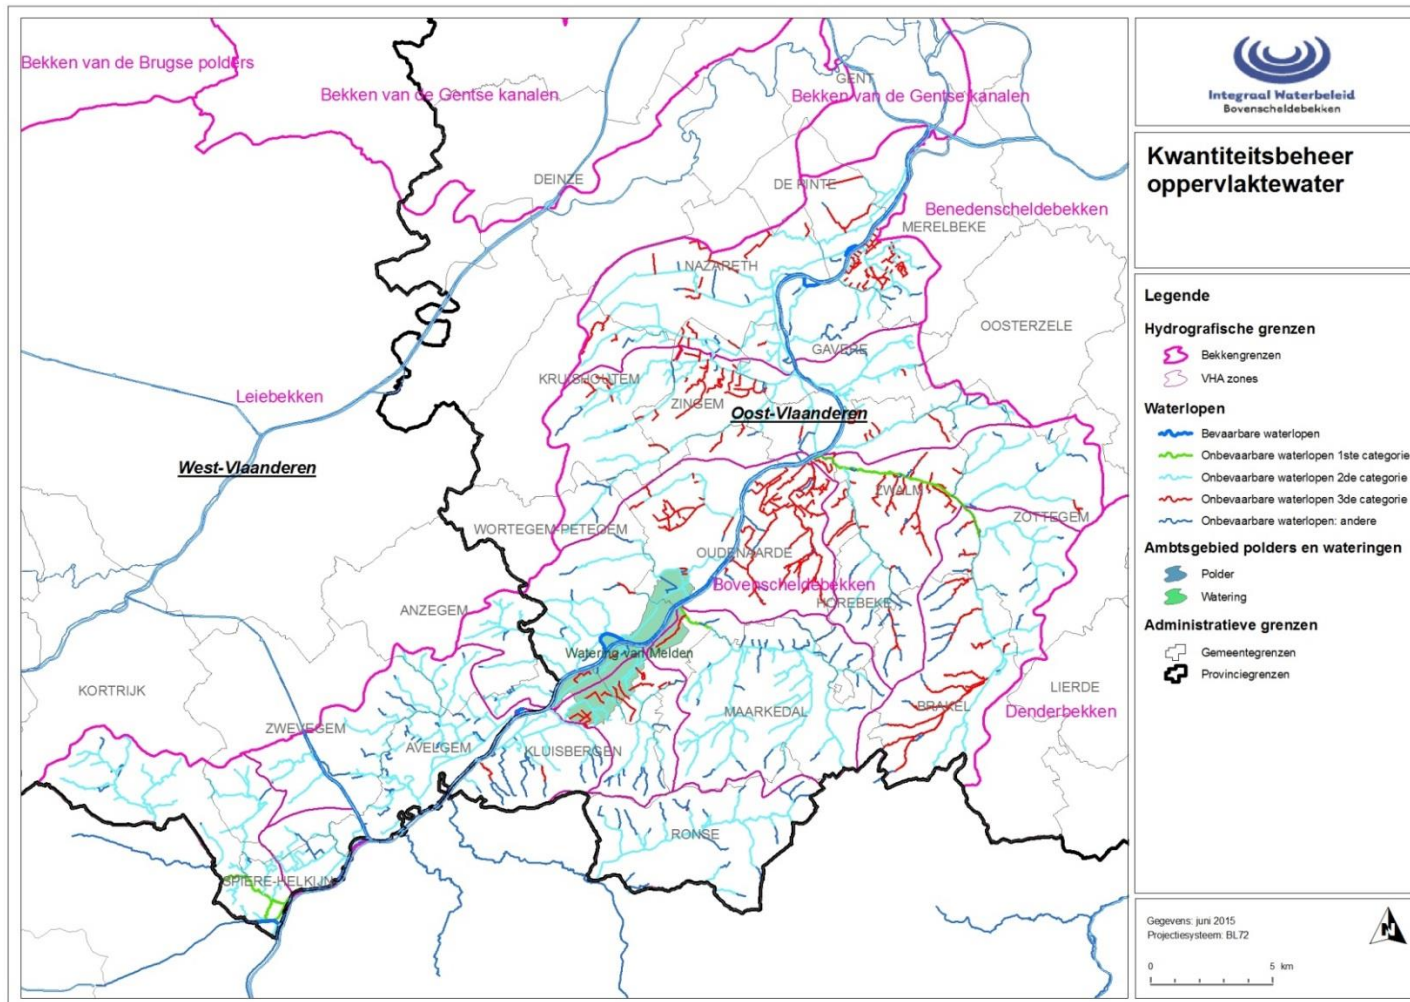 Bekken van de Brugse polders
Bekken van de Gentse kanalen
GENT
Bekken van de Gentse kanalen
DEINZE
DE PINTE
Benedenscheldebekken
MERELBEKE
NAZARETH
OOSTERZELE
GAVERE
KRUISHOUTEM
Leiebekken
ZINGEM
Oost-Vlaanderen
West-Vlaanderen
ZWALM
ZOTTEGEM
WORTEGEM-PETEGEM
OUDENAARDE
Bovenscheldebekken
HOREBEKE
ANZEGEM
Watering van Melden
KORTRIJK
LIERDE
BRAKEL
MAARKEDAL
Denderbekken
ZWEVEGEM
AVELGEM
KLUISBERGEN
RONSE
SPIERE-HELKIJN
Integraal Waterbeleid
Bovenscheldebekken
Kwantiteitsbeheer
oppervlaktewater
Legende
Hydrografische grenzen
Bekkengrenzen
VHA zones
Waterlopen
Bevaarbare waterlopen
Onbevaarbare waterlopen 1ste categorie
Onbevaarbare waterlopen 2de categorie
Onbevaarbare waterlopen 3de categorie
Onbevaarbare waterlopen: andere
Ambtsgebied polders en wateringen
Polder
Watering
Administratieve grenzen
Gemeentegrenzen
Provinciegrenzen
Gegevens: juni 2015
Projectiesysteem: BL72
N
0 5 km